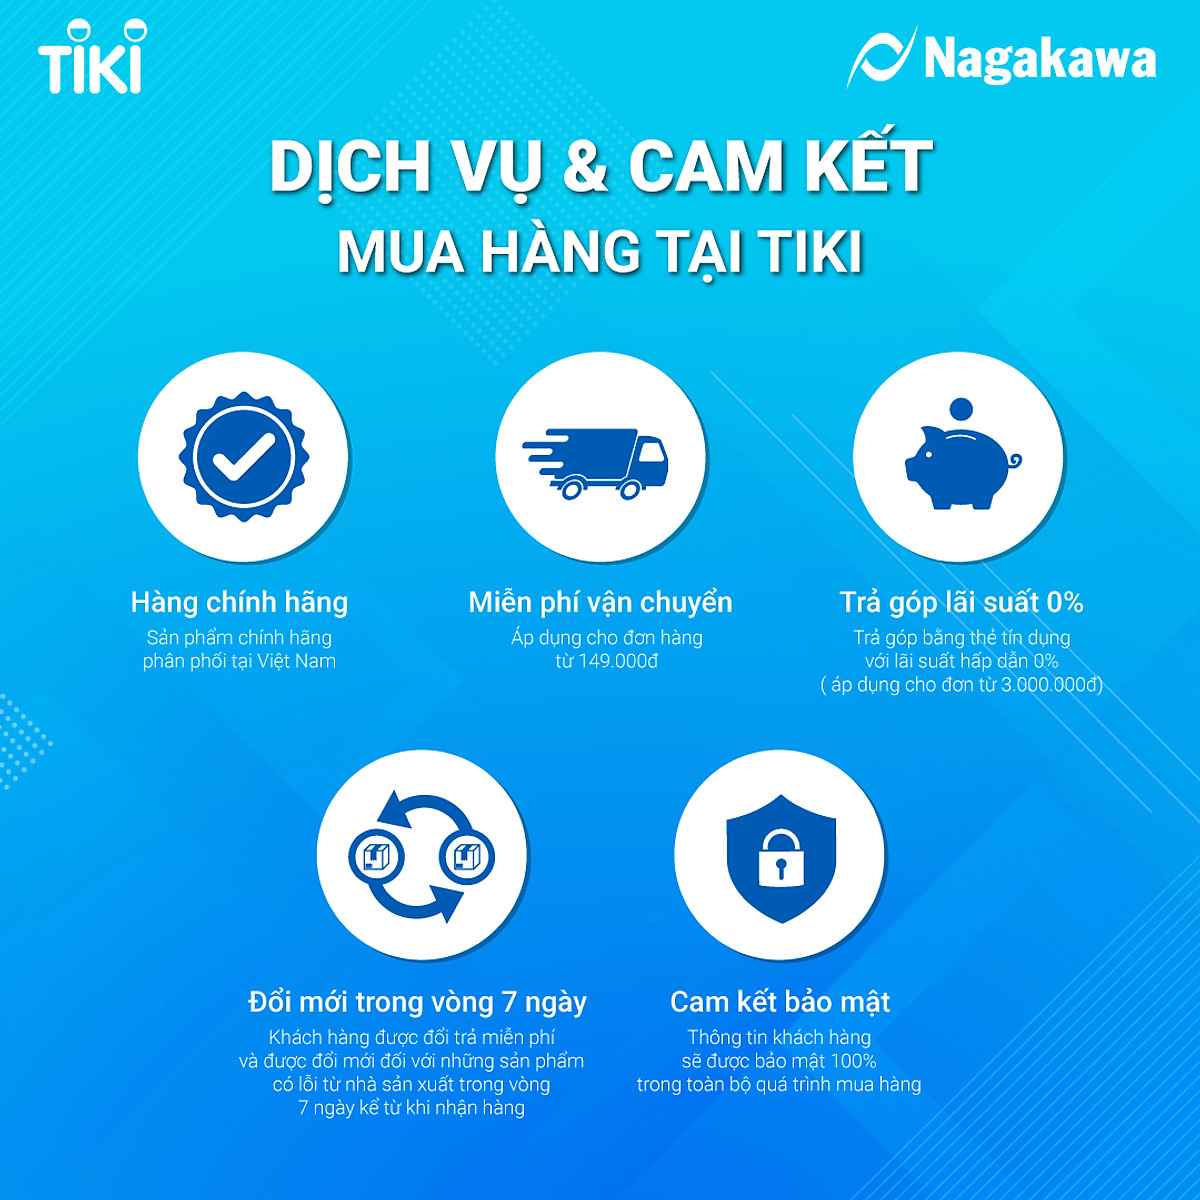 TIKI
Nagakawa
DỊCH VỤ & CAM KẾT
MUA HÀNG TẠI TIKI
Hàng chính hãng
Sản phẩm chính hãng
phân phối tại Việt Nam
Miễn phí vận chuyển
Áp dụng cho đơn hàng
từ 149.000đ
Trả góp lãi suất 0%
Trả góp bằng thẻ tín dụng
với lãi suất hấp dẫn 0%
( áp dụng cho đơn từ 3.000.000đ)
Đổi mới trong vòng 7 ngày
Khách hàng được đổi trả miễn phí
và được đổi mới đối với những sản phẩm
có lỗi từ nhà sản xuất trong vòng
7 ngày kể từ khi nhận hàng
Cam kết bảo mật
Thông tin khách hàng
sẽ được bảo mật 100%
trong toàn bộ quá trình mua hàng